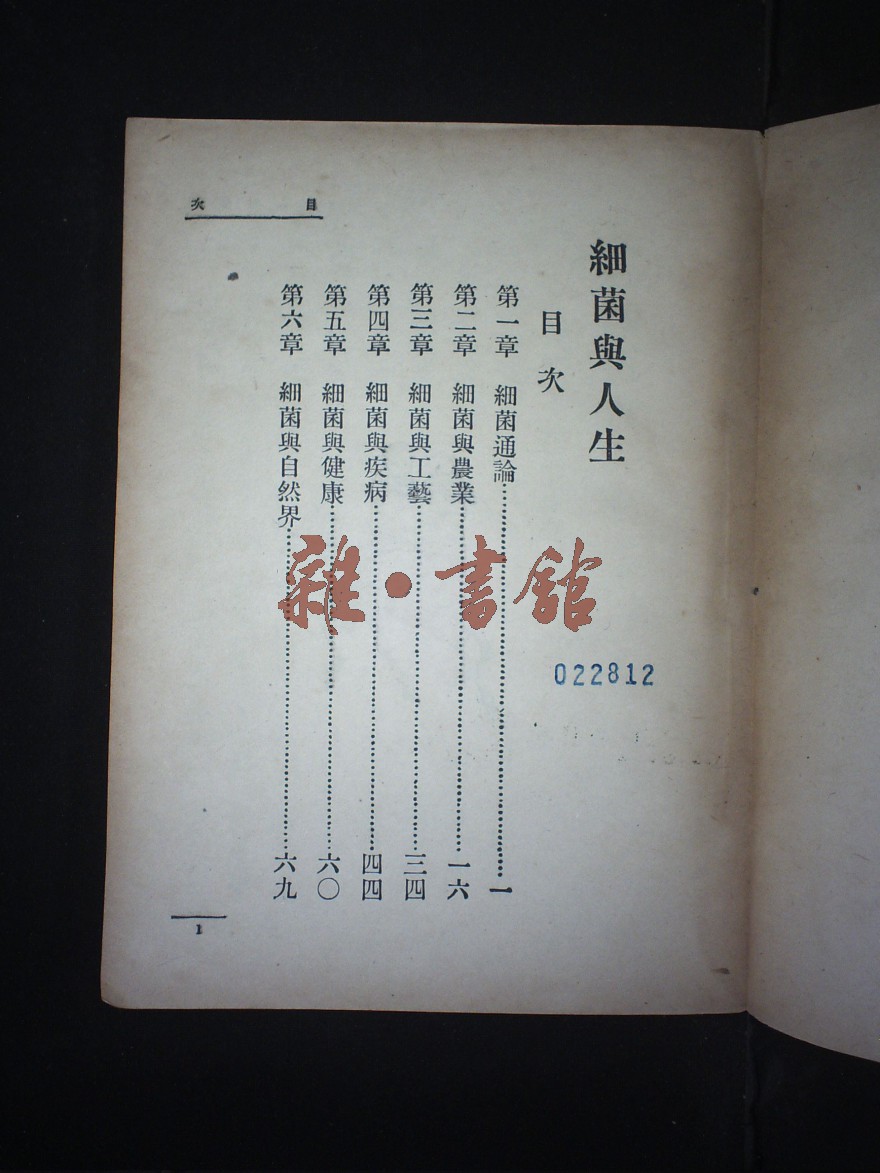 目次
細菌與人生
目次
第一章 細菌通論……一
第二章 細菌與農業……一六
第三章 細菌與工藝……三四
第四章 細菌與疾病……四四
第五章 細菌與健康……六〇
第六章 細菌與自然界……六九
雜·書館
022812
1